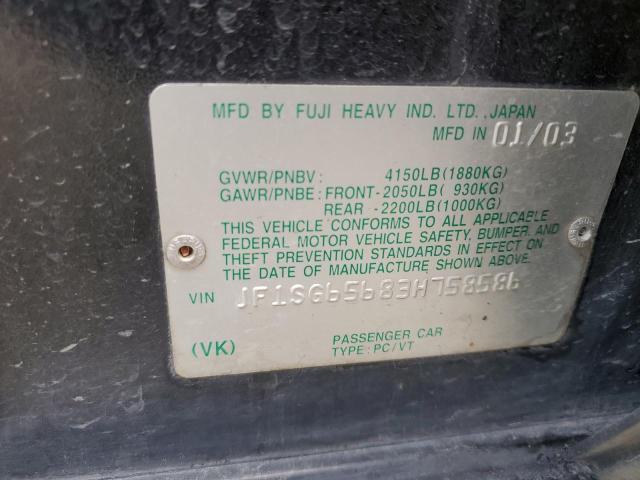 MFD BY FUJI HEAVY IND. LTD., JAPAN
MFD IN 01/03
GVWR/PNBV: 4150LB(1880KG)
GAWR/PNBE: FRONT-2050LB( 930KG)
REAR -2200LB(1000KG)
THIS VEHICLE CONFORMS TO ALL APPLICABLE
FEDERAL MOTOR VEHICLE SAFETY, BUMPER, AND
THEFT PREVENTION STANDARDS IN EFFECT ON
THE DATE OF MANUFACTURE SHOWN ABOVE.
VIN JF1SG65683H758586
(VK) PASSENGER CAR
TYPE: PC/VT